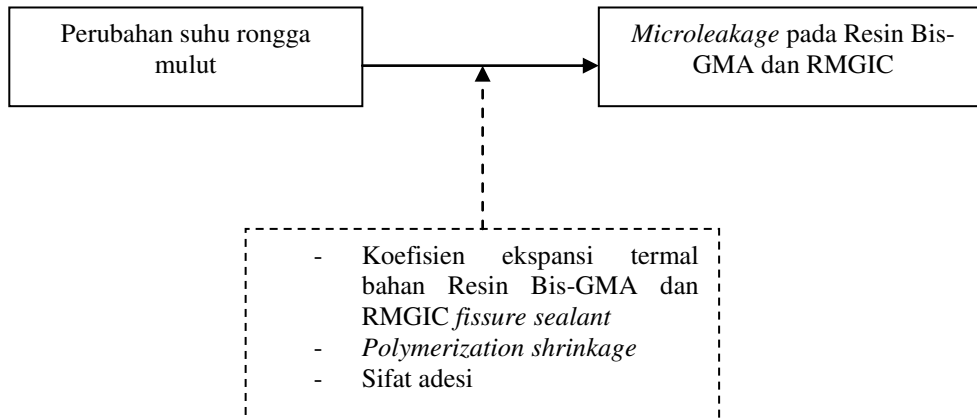 Perubahan suhu rongga
mulut
Microleakage pada Resin Bis-
GMA dan RMGIC
- Koefisien ekspansi termal
bahan Resin Bis-GMA dan
RMGIC fissure sealant
- Polymerization shrinkage
- Sifat adesi